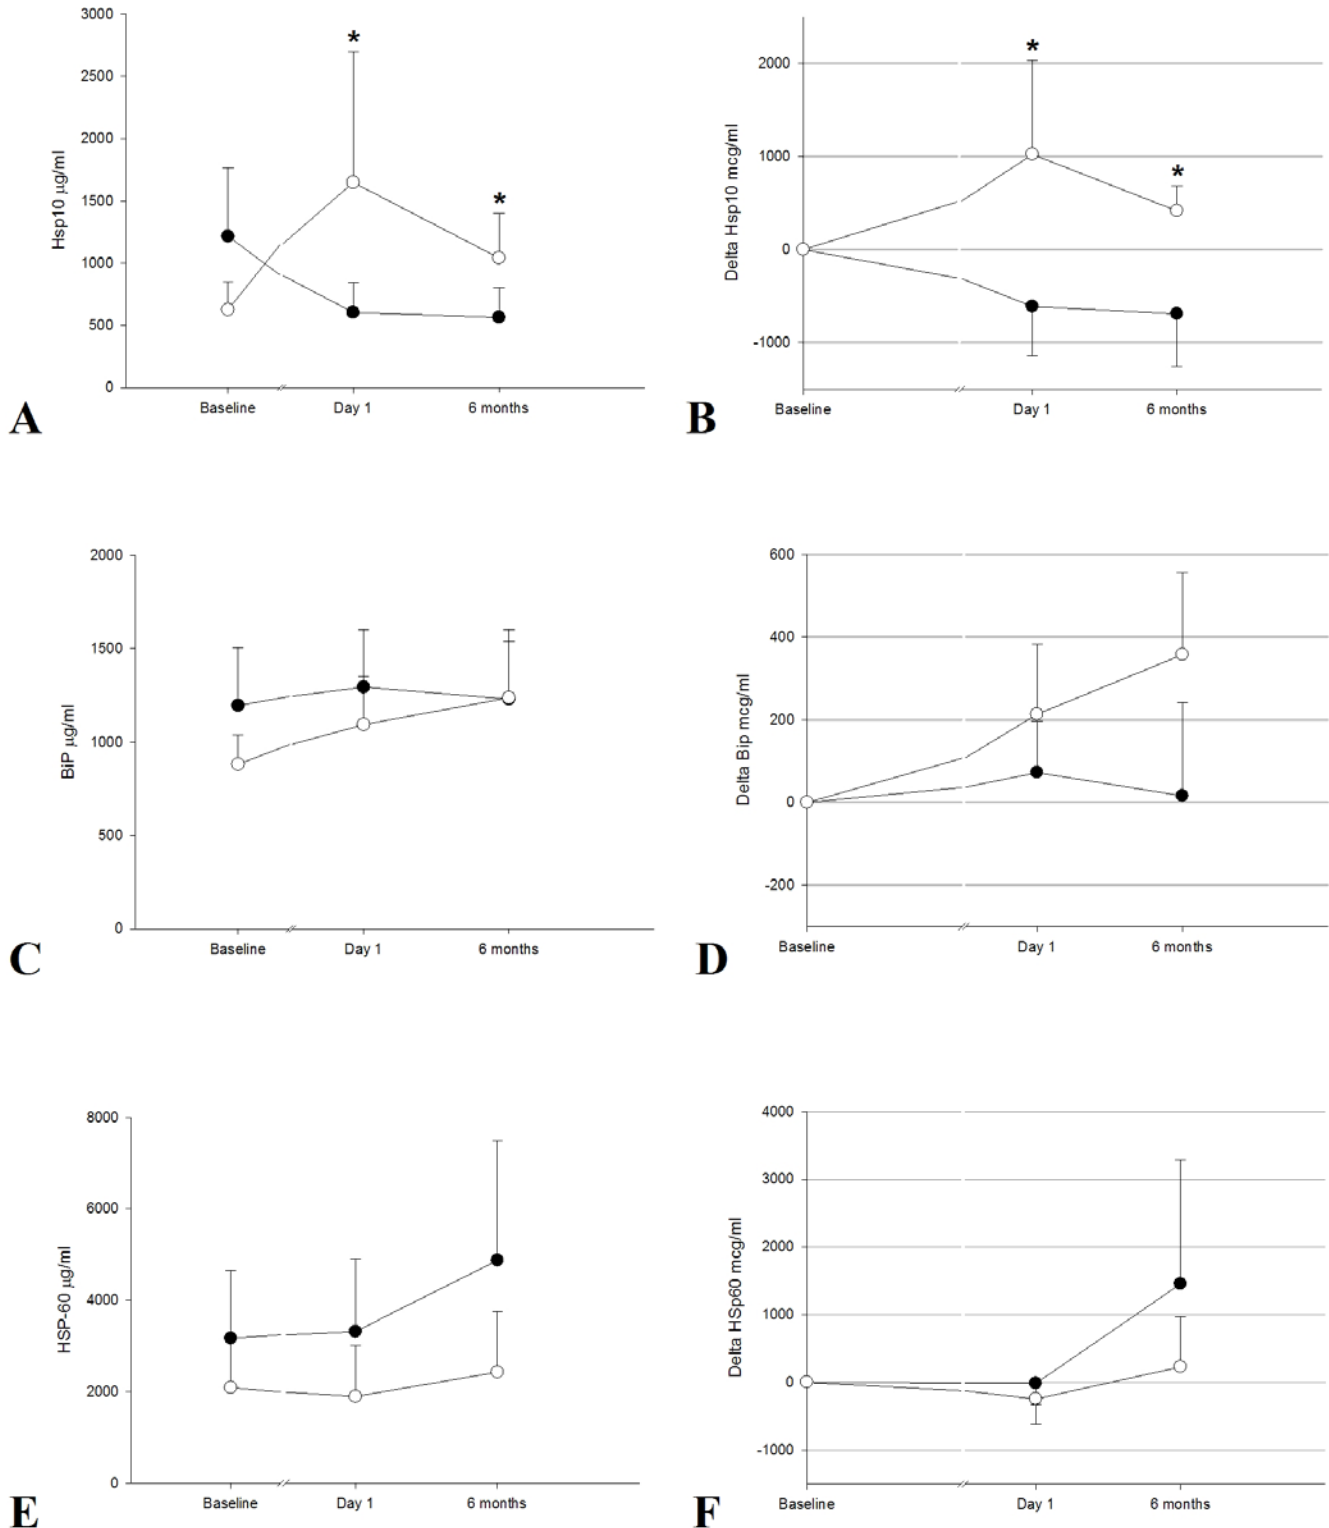 3000
2500
2000
1500
1000
500
0
Hsp10 µg/ml
*
*
Baseline
Day 1
6 months
A
2000
1000
0
-1000
Delta Hsp10 mcg/ml
*
*
Baseline
Day 1
6 months
B
2000
1500
1000
500
0
BiP µg/ml
Baseline
Day 1
6 months
C
600
400
200
0
-200
Delta Bip mcg/ml
Baseline
Day 1
6 months
D
8000
6000
4000
2000
0
HSP-60 µg/ml
Baseline
Day 1
6 months
E
4000
3000
2000
1000
0
-1000
Delta HSp60 mcg/ml
Baseline
Day 1
6 months
F